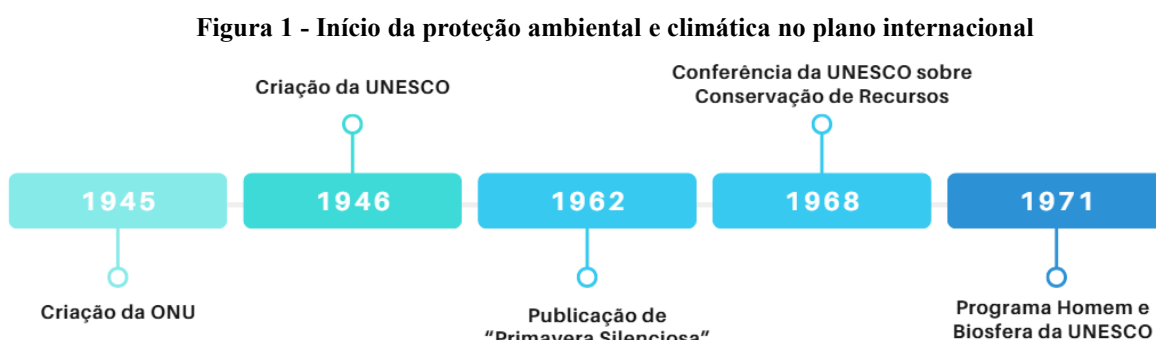 Figura 1 - Início da proteção ambiental e climática no plano internacional
Criação da UNESCO
Conferência da UNESCO sobre
Conservação de Recursos
1945
1946
1962
1968
1971
Criação da ONU
Publicação de
“Primavera Silenciosa”
Programa Homem e
Biosfera da UNESCO